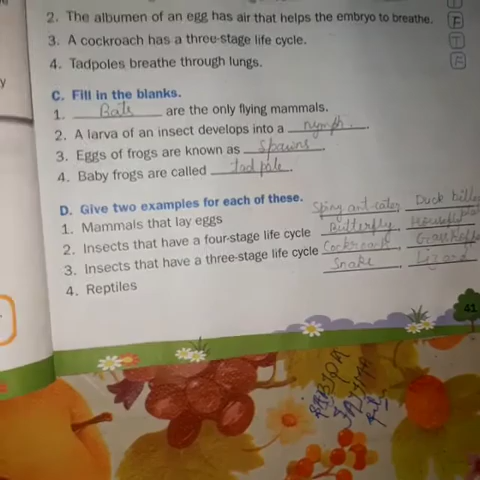 2. The albumen of an egg has air that helps the embryo to breathe. F
3. A cockroach has a three-stage life cycle. T
4. Tadpoles breathe through lungs. F
C. Fill in the blanks.
1. Bats are the only flying mammals.
2. A larva of an insect develops into a nymph.
3. Eggs of frogs are known as spawns.
4. Baby frogs are called tadpole.
D. Give two examples for each of these.
1. Mammals that lay eggs Spiny ant-eater, Duck billed
2. Insects that have a four-stage life cycle Butterfly, Housefly
3. Insects that have a three-stage life cycle Cockroach,
4. Reptiles Snake, Lizard
41